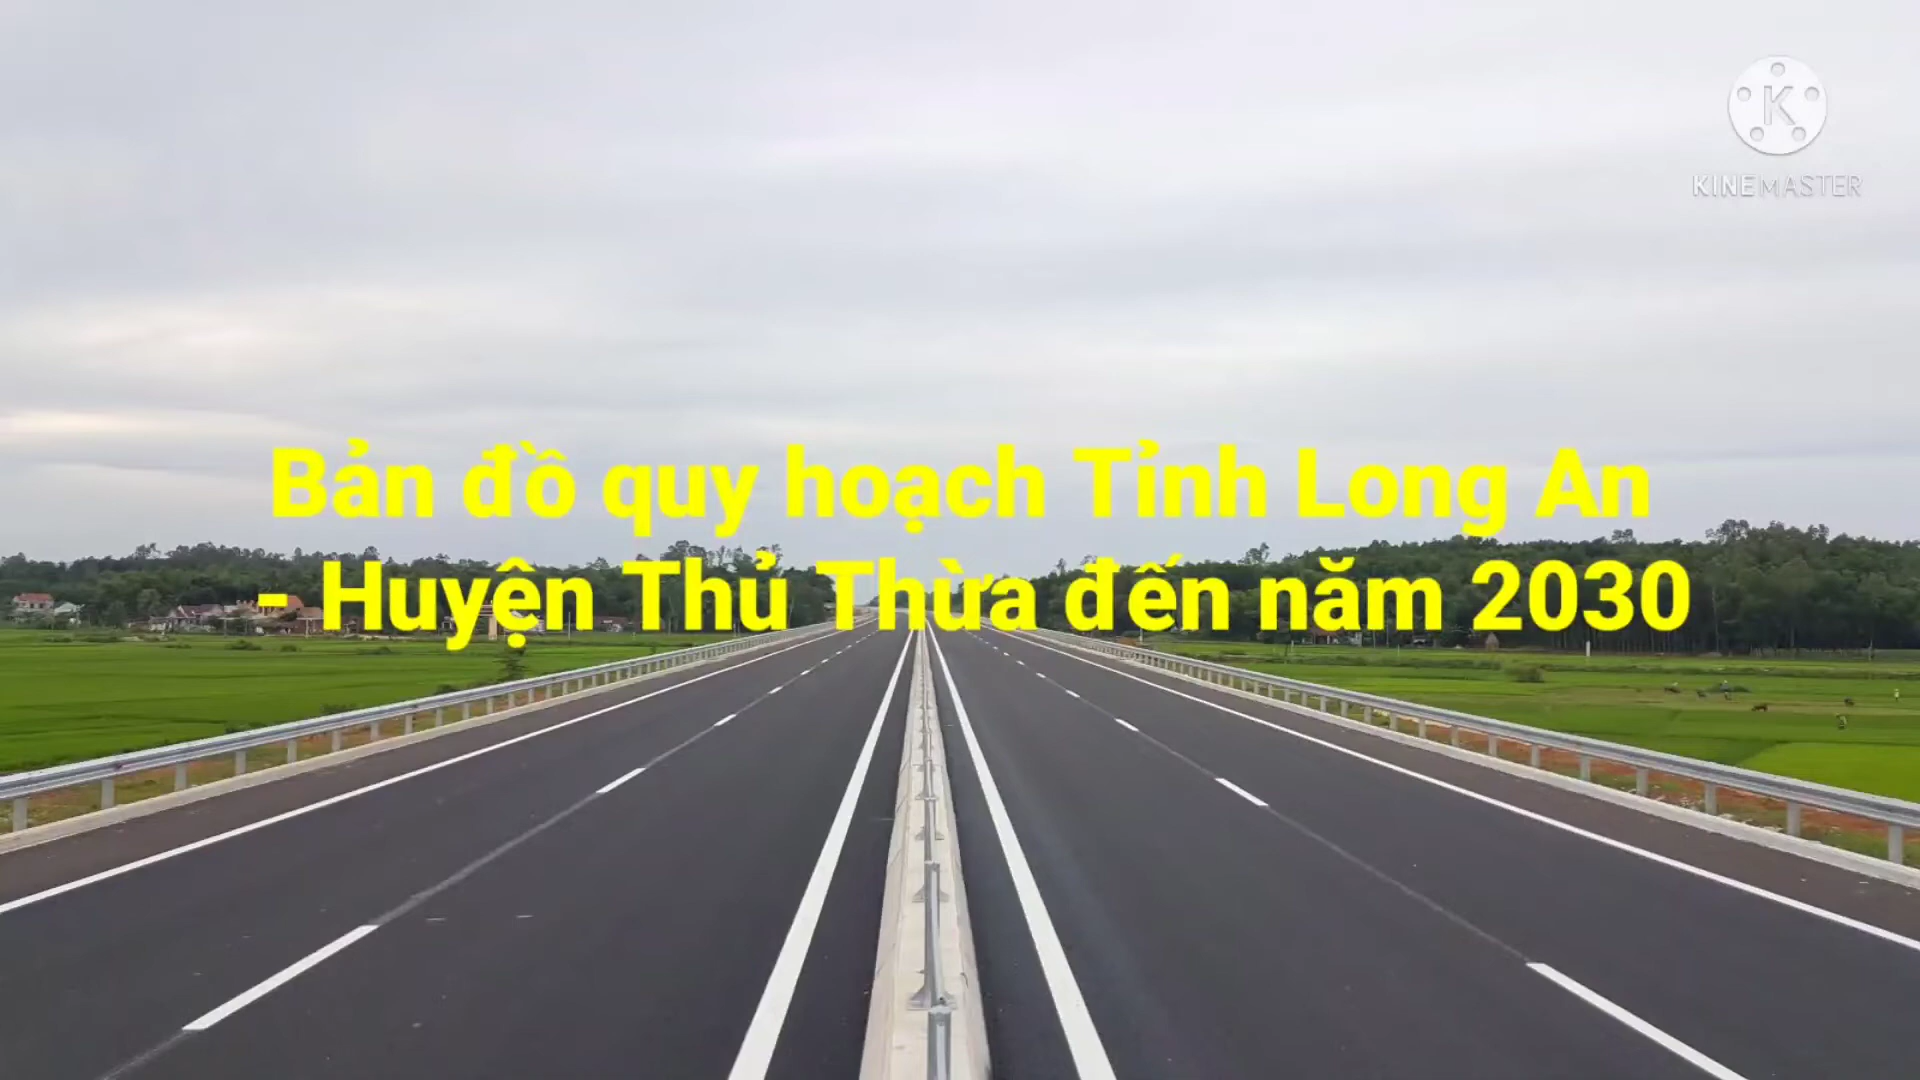 KINEMASTER
Bản đồ quy hoạch Tỉnh Long An
- Huyện Thủ Thừa đến năm 2030